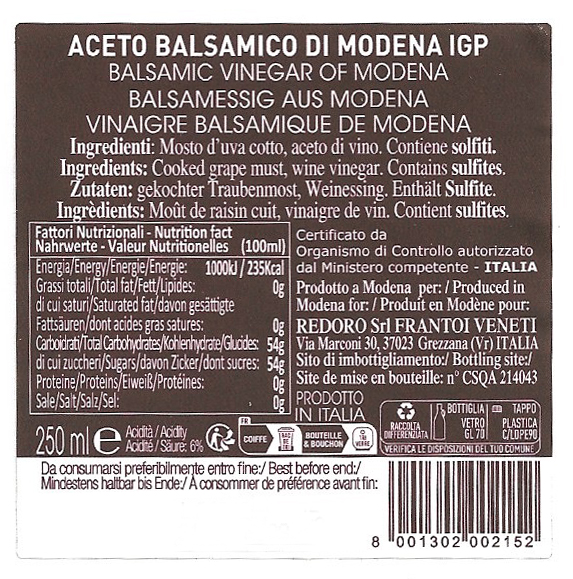 ACETO BALSAMICO DI MODENA IGP
BALSAMIC VINEGAR OF MODENA
BALSAMESSIG AUS MODENA
VINAIGRE BALSAMIQUE DE MODENA
Ingredienti: Mosto d'uva cotto, aceto di vino. Contiene solfiti.
Ingredients: Cooked grape must, wine vinegar. Contains sulfites.
Zutaten: gekochter Traubenmost, Weinessing. Enthält Sulfite.
Ingrèdients: Moût de raisin cuit, vinaigre de vin. Contient sulfites.
Fattori Nutrizionali - Nutrition fact
Nahrwerte - Valeur Nutritionelles (100ml)
Energia/Energy/Energie/Energie: 1000kJ / 235Kcal
Grassi totali/Total fat/Fett/Lipides: 0g
di cui saturi/Saturated fat/davon gesättigte
Fattsäuren/dont acides gras satures: 0g
Carboidrati/Total Carbohydrates/Kohlenhydrate/Glucides: 54g
di cui zuccheri/Sugars/davon Zicker/dont sucres: 54g
Proteine/Proteins/Eiweiß/Protéines: 0g
Sale/Salt/Salz/Sel: 0g
Certificato da
Organismo di Controllo autorizzato
dal Ministero competente - ITALIA
Prodotto a Modena per: / Produced in
Modena for: / Produit en Modène pour:
REDORO Srl FRANTOI VENETI
Via Marconi 30, 37023 Grezzana (Vr) ITALIA
Sito di imbottigliamento:/ Bottling site:/
Site de mise en bouteille: n° CSQA 214043
PRODOTTO
IN ITALIA
250 ml e
Acidità / Acidity
Acidité / Säure: 6%
FR
COIFFE
BAC
DE TRI
BOUTEILLE
& BOUCHON
VERRE
RACCOLTA
DIFFERENZIATA
BOTTIGLIA
VETRO
GL 70
TAPPO
PLASTICA
C/LDPE90
VERIFICA LE DISPOSIZIONI DEL TUO COMUNE
Da consumarsi preferibilmente entro fine:/ Best before end:/
Mindestens haltbar bis Ende:/ À consommer de préférence avant fin:
8 001302 002152